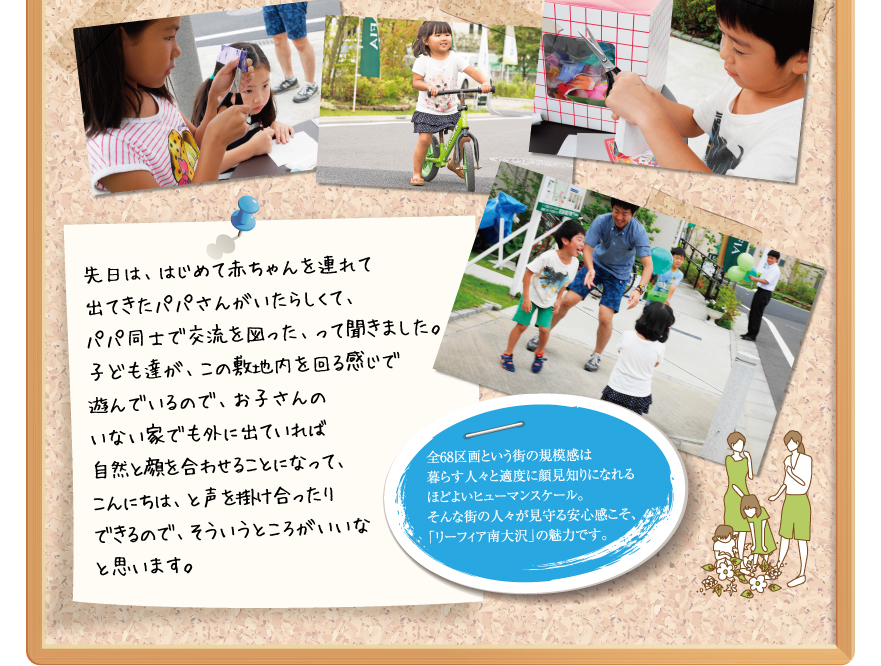 先日は、はじめて赤ちゃんを連れて
出てきたパパさんがいたらしくて、
パパ同士で交流を図った、って聞きました。
子ども達が、この敷地内を回る感じで
遊んでいるので、お子さんの
いない家でも外に出ていれば
自然と顔を合わせることになって、
こんにちは、と声を掛け合ったり
できるので、そういうところがいいな
と思います。
全68区画という街の規模感は
暮らす人々と適度に顔見知りになれる
ほどよいヒューマンスケール。
そんな街の人々が見守る安心感こそ、
「リーフィア南大沢」の魅力です。